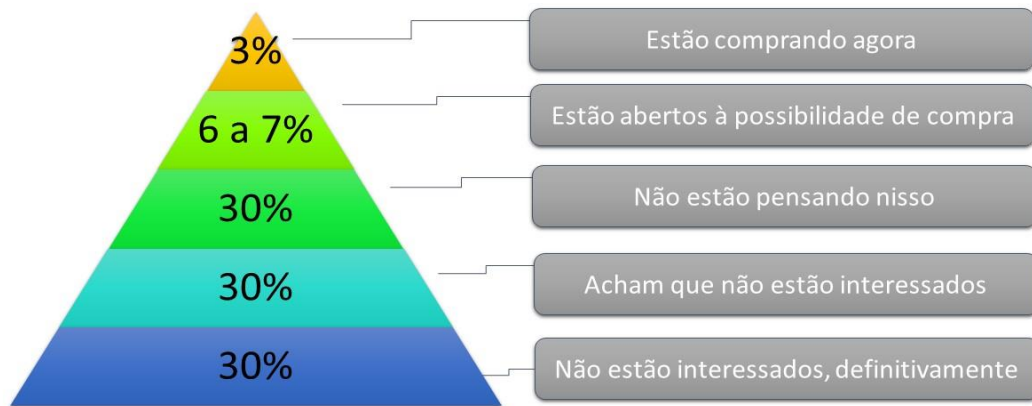 3%
Estão comprando agora
6 a 7%
Estão abertos à possibilidade de compra
30%
Não estão pensando nisso
30%
Acham que não estão interessados
30%
Não estão interessados, definitivamente